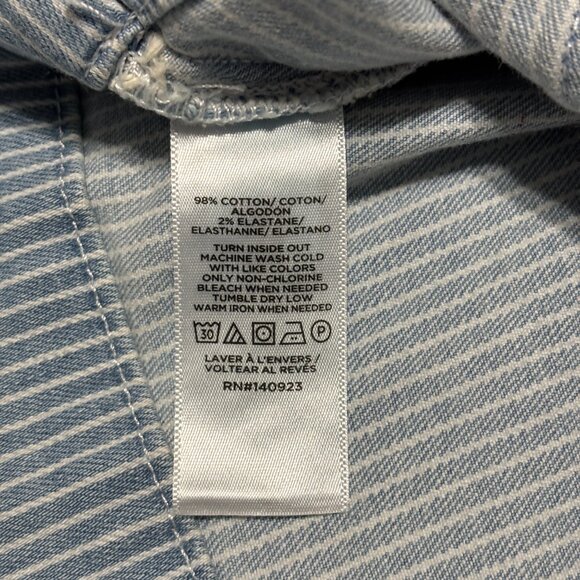 98% COTTON/ COTON/
ALGODÓN
2% ELASTANE/
ELASTHANNE/ ELASTANO
TURN INSIDE OUT
MACHINE WASH COLD
WITH LIKE COLORS
ONLY NON-CHLORINE
BLEACH WHEN NEEDED
TUMBLE DRY LOW
WARM IRON WHEN NEEDED
30 P
LAVER À L'ENVERS/
VOLTEAR AL REVÉS
RN#140923